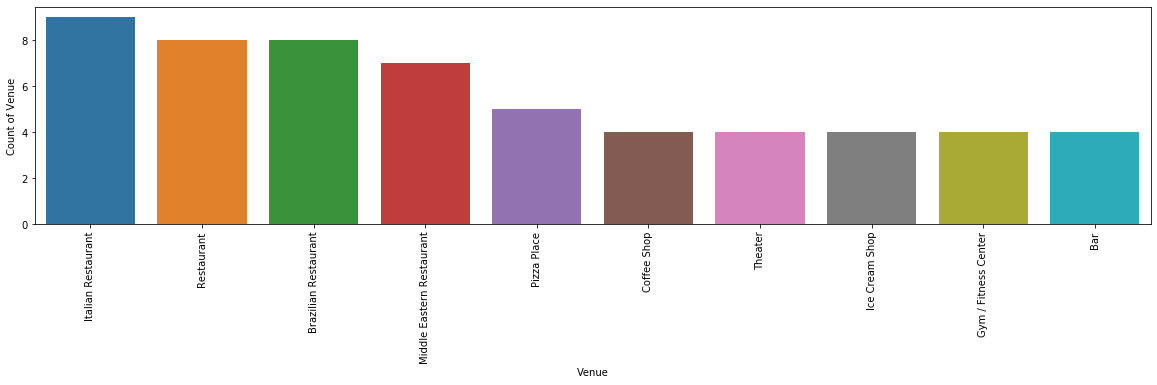 Count of Venue
8
6
4
2
0
Italian Restaurant
Restaurant
Brazilian Restaurant
Middle Eastern Restaurant
Pizza Place
Coffee Shop
Theater
Ice Cream Shop
Gym / Fitness Center
Bar
Venue